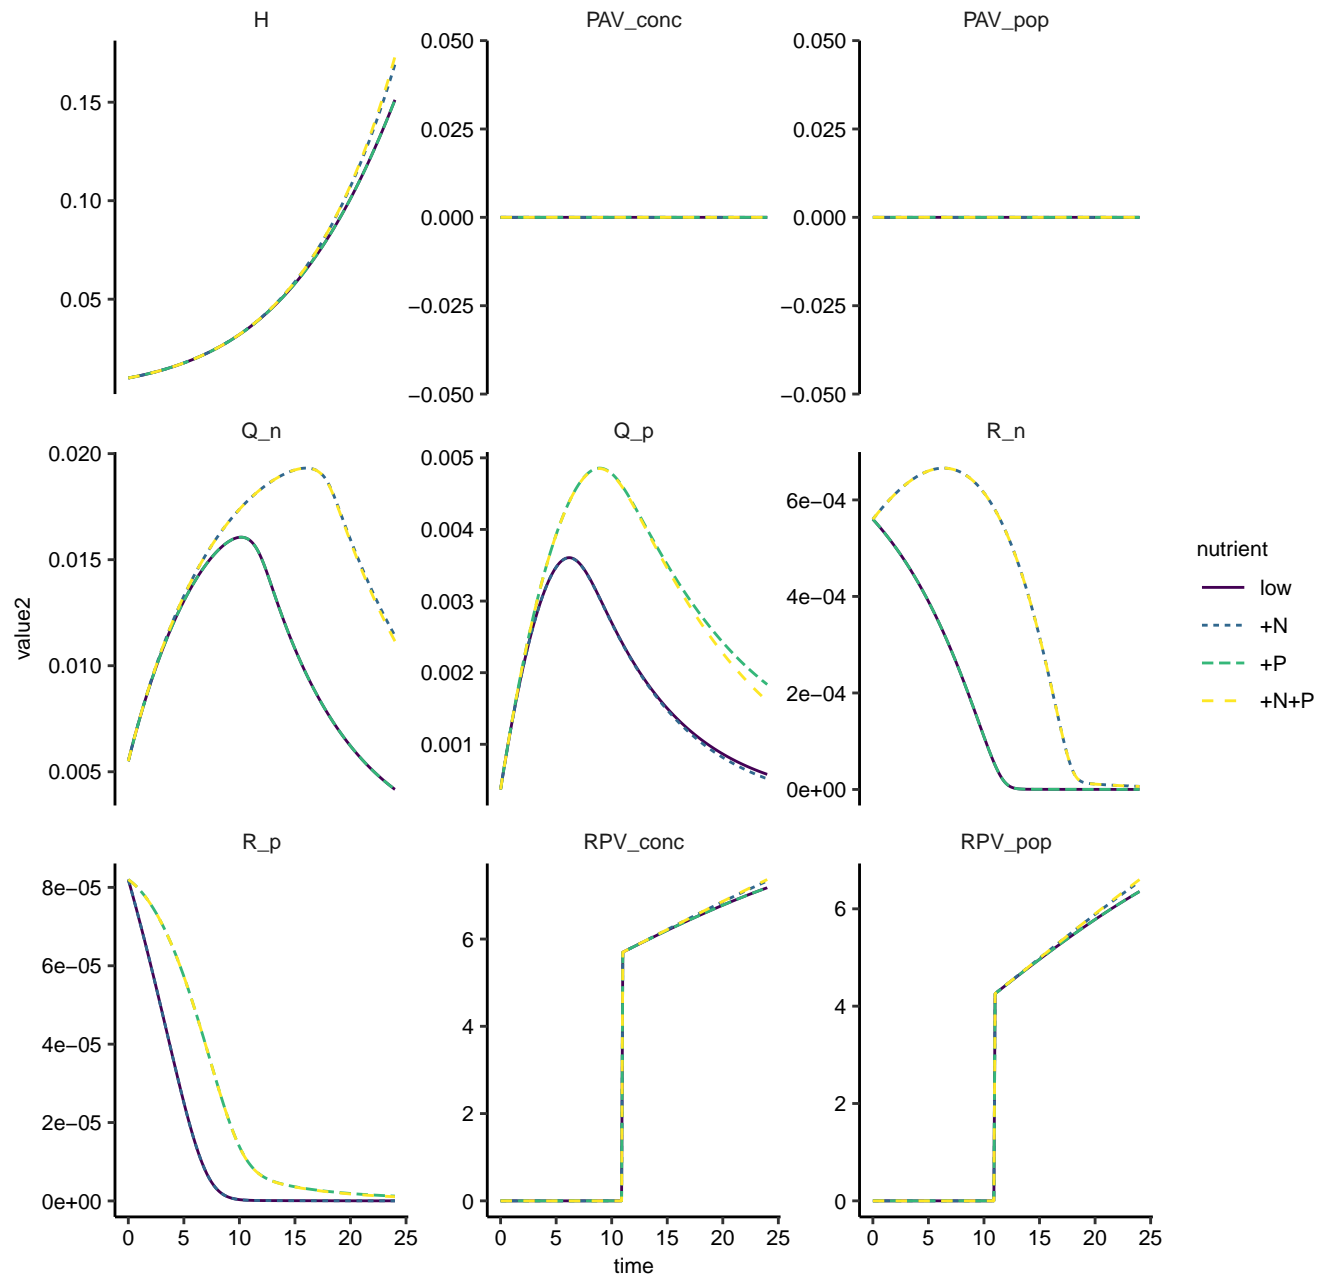 H
PAV_conc
PAV_pop
0.15
0.10
0.05
0.050
0.025
0.000
−0.025
−0.050
0.050
0.025
0.000
−0.025
−0.050
Q_n
Q_p
R_n
0.020
0.015
0.010
0.005
0.005
0.004
0.003
0.002
0.001
6e−04
4e−04
2e−04
0e+00
value2
nutrient
low
+N
+P
+N+P
R_p
RPV_conc
RPV_pop
8e−05
6e−05
4e−05
2e−05
0e+00
6
4
2
0
6
4
2
0
0 5 10 15 20 25
0 5 10 15 20 25
0 5 10 15 20 25
time